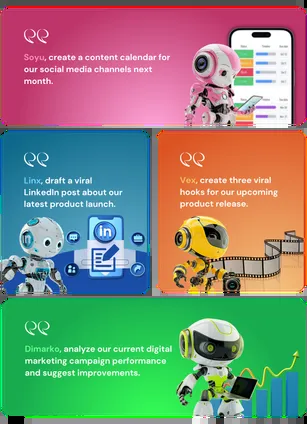 Soyu, create a content calendar for
our social media channels next
month.
Linx, draft a viral
LinkedIn post about our
latest product launch.
in
Vex, create three viral
hooks for our upcoming
product release.
Dimarko, analyze our current digital
marketing campaign performance
and suggest improvements.